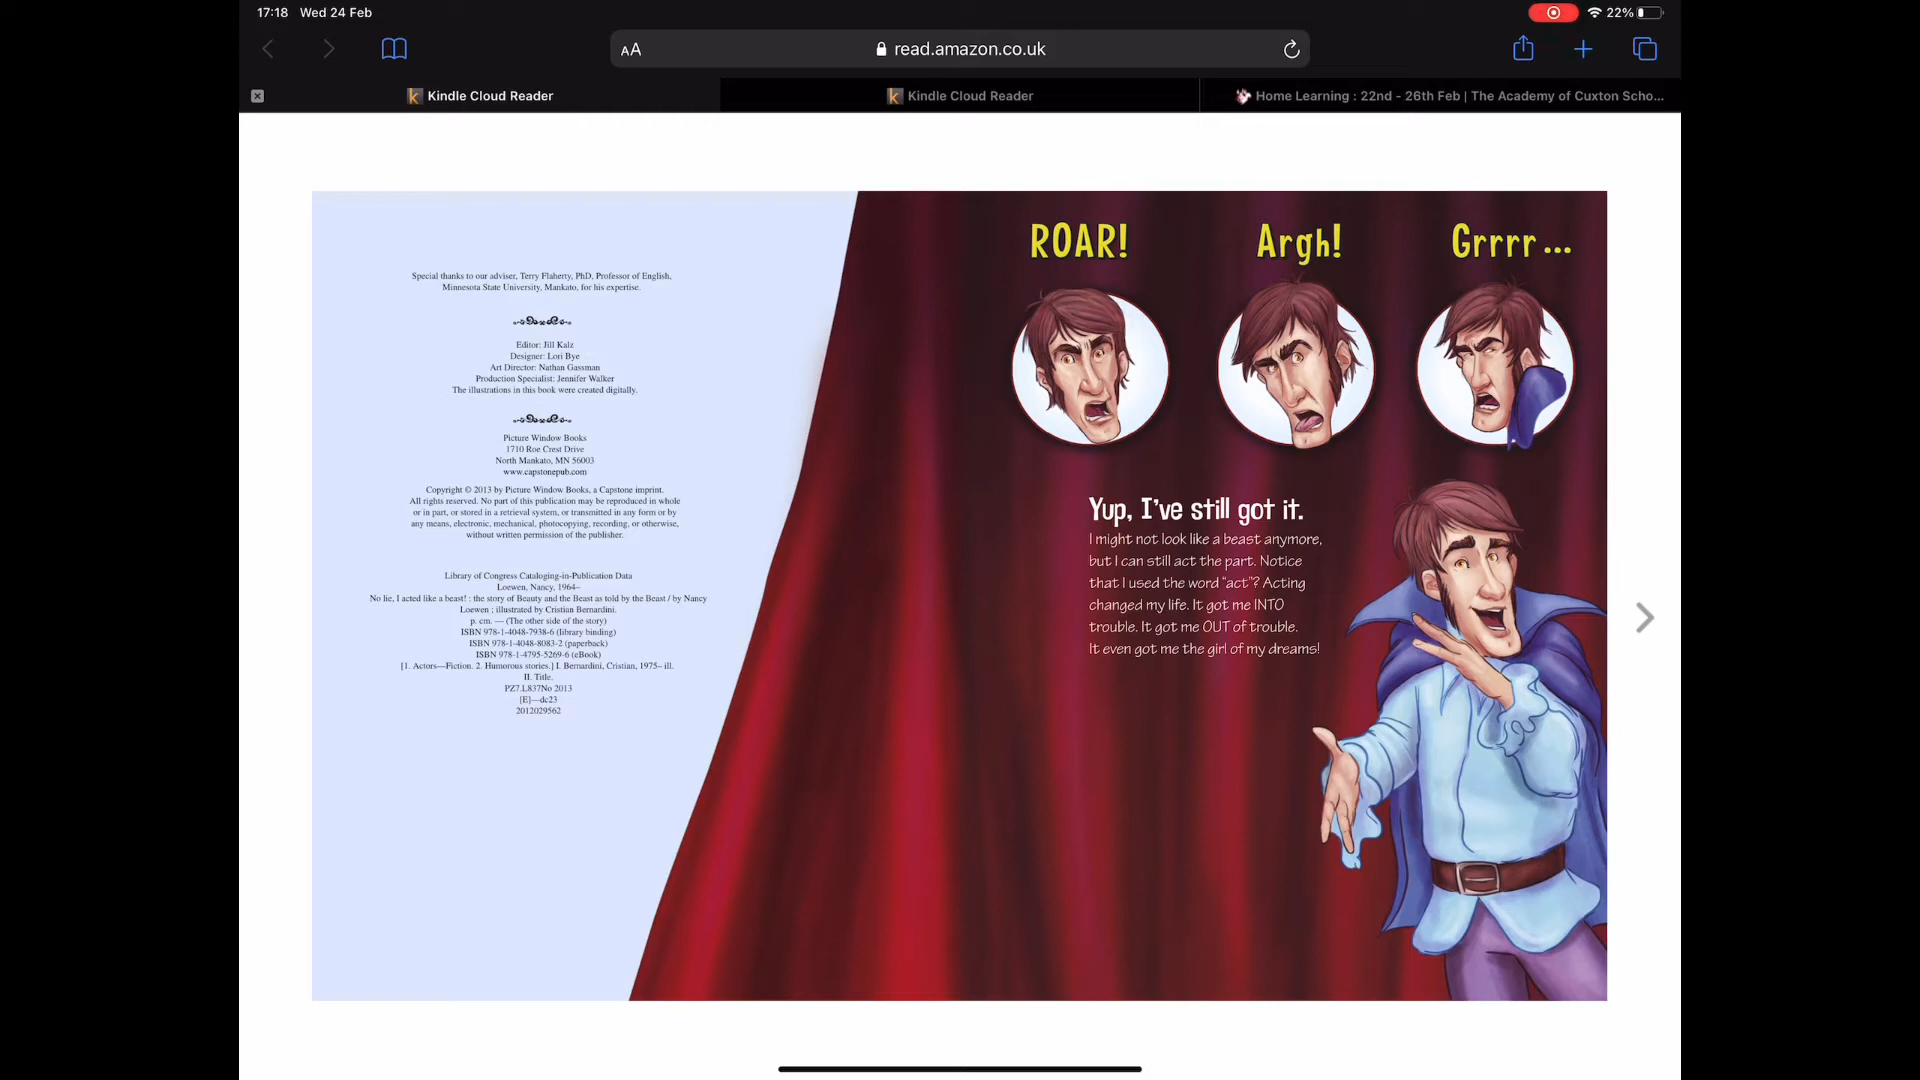 17:18 Wed 24 Feb
22%
AA
read.amazon.co.uk
Kindle Cloud Reader
Kindle Cloud Reader
Home Learning : 22nd - 26th Feb | The Academy of Cuxton Scho...
Special thanks to our adviser, Terry Flaherty, PhD, Professor of English,
Minnesota State University, Mankato, for his expertise.
Editor: Jill Kalz
Designer: Lori Bye
Art Director: Nathan Gassman
Production Specialist: Jennifer Walker
The illustrations in this book were created digitally.
Picture Window Books
1710 Roe Crest Drive
North Mankato, MN 56003
www.capstonepub.com
Copyright © 2013 by Picture Window Books, a Capstone imprint.
All rights reserved. No part of this publication may be reproduced in whole
or in part, or stored in a retrieval system, or transmitted in any form or by
any means, electronic, mechanical, photocopying, recording, or otherwise,
without written permission of the publisher.
Library of Congress Cataloging-in-Publication Data
Loewen, Nancy, 1964–
No lie, I acted like a beast! : the story of Beauty and the Beast as told by the Beast / by Nancy
Loewen ; illustrated by Cristian Bernardini.
p. cm. — (The other side of the story)
ISBN 978-1-4048-7938-6 (library binding)
ISBN 978-1-4048-8083-2 (paperback)
ISBN 978-1-4795-5269-6 (eBook)
[1. Actors—Fiction. 2. Humorous stories.] I. Bernardini, Cristian, 1975– ill.
II. Title.
PZ7.L837No 2013
[E]—dc23
2012029562
ROAR!
Argh!
Grrrr...
Yup, I've still got it.
I might not look like a beast anymore,
but I can still act the part. Notice
that I used the word “act”? Acting
changed my life. It got me INTO
trouble. It got me OUT of trouble.
It even got me the girl of my dreams!